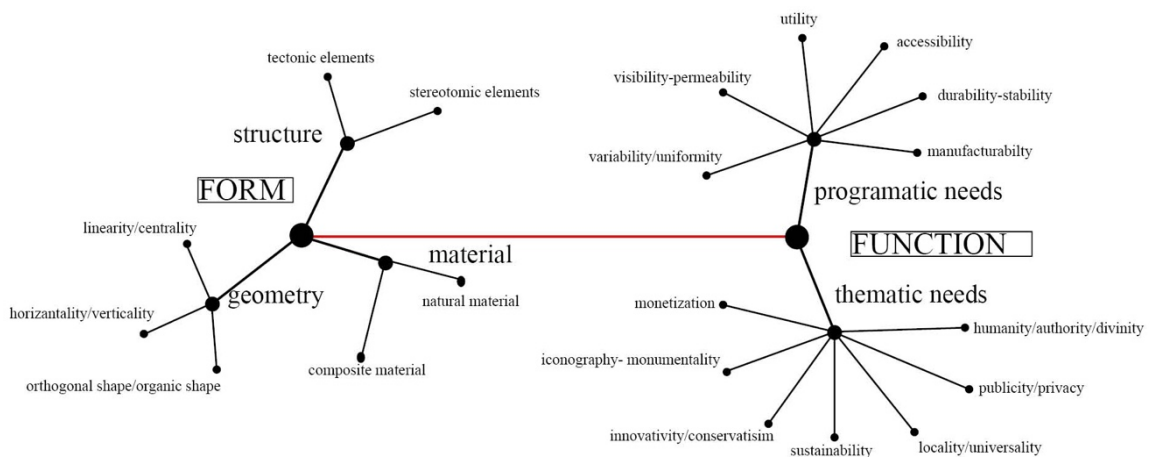 tectonic elements
stereotomic elements
structure
FORM
linearity/centrality
material
geometry
natural material
horizantality/verticality
composite material
orthogonal shape/organic shape
utility
accessibility
visibility-permeability
durability-stability
variability/uniformity
manufacturabilty
programatic needs
FUNCTION
thematic needs
monetization
humanity/authority/divinity
iconography- monumentality
publicity/privacy
innovativity/conservatisim
sustainability
locality/universality